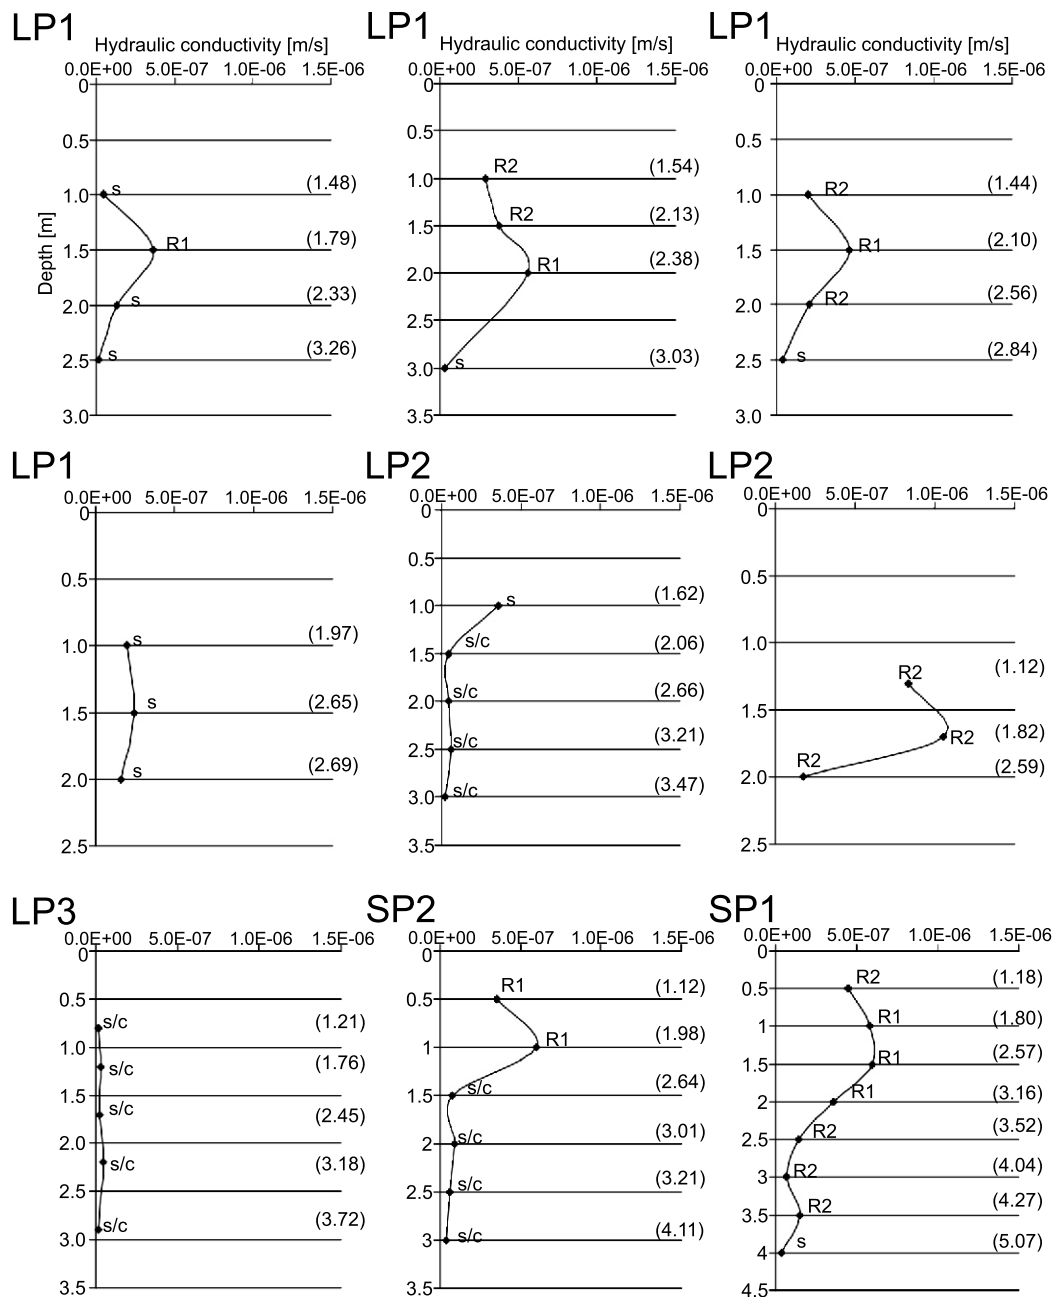 LP1
Hydraulic conductivity [m/s]
0.0E+00 5.0E-07 1.0E-06 1.5E-06
0
0.5
1.0 s (1.48)
1.5 R1 (1.79)
2.0 s (2.33)
2.5 s (3.26)
3.0
Depth [m]
LP1
Hydraulic conductivity [m/s]
0.0E+00 5.0E-07 1.0E-06 1.5E-06
0
0.5
1.0 R2 (1.54)
1.5 R2 (2.13)
2.0 R1 (2.38)
2.5
3.0 s (3.03)
3.5
LP1
Hydraulic conductivity [m/s]
0.0E+00 5.0E-07 1.0E-06 1.5E-06
0
0.5
1.0 R2 (1.44)
1.5 R1 (2.10)
2.0 R2 (2.56)
2.5 s (2.84)
3.0
LP1
0.0E+00 5.0E-07 1.0E-06 1.5E-06
0
0.5
1.0 s (1.97)
1.5 s (2.65)
2.0 s (2.69)
2.5
LP2
0.0E+00 5.0E-07 1.0E-06 1.5E-06
0
0.5
1.0 s (1.62)
1.5 s/c (2.06)
2.0 s/c (2.66)
2.5 s/c (3.21)
3.0 s/c (3.47)
3.5
LP2
0.0E+00 5.0E-07 1.0E-06 1.5E-06
0
0.5
1.0
R2 (1.12)
1.5
R2 (1.82)
2.0 R2 (2.59)
2.5
LP3
0.0E+00 5.0E-07 1.0E-06 1.5E-06
0
0.5
s/c (1.21)
1.0
s/c (1.76)
1.5
s/c (2.45)
2.0
s/c (3.18)
2.5
s/c (3.72)
3.0
3.5
SP2
0.0E+00 5.0E-07 1.0E-06 1.5E-06
0
0.5 R1 (1.12)
1 R1 (1.98)
1.5 s/c (2.64)
2 s/c (3.01)
2.5 s/c (3.21)
3 s/c (4.11)
3.5
SP1
0.0E+00 5.0E-07 1.0E-06 1.5E-06
0
0.5 R2 (1.18)
1 R1 (1.80)
1.5 R1 (2.57)
2 R1 (3.16)
2.5 R2 (3.52)
3 R2 (4.04)
3.5 R2 (4.27)
4 s (5.07)
4.5